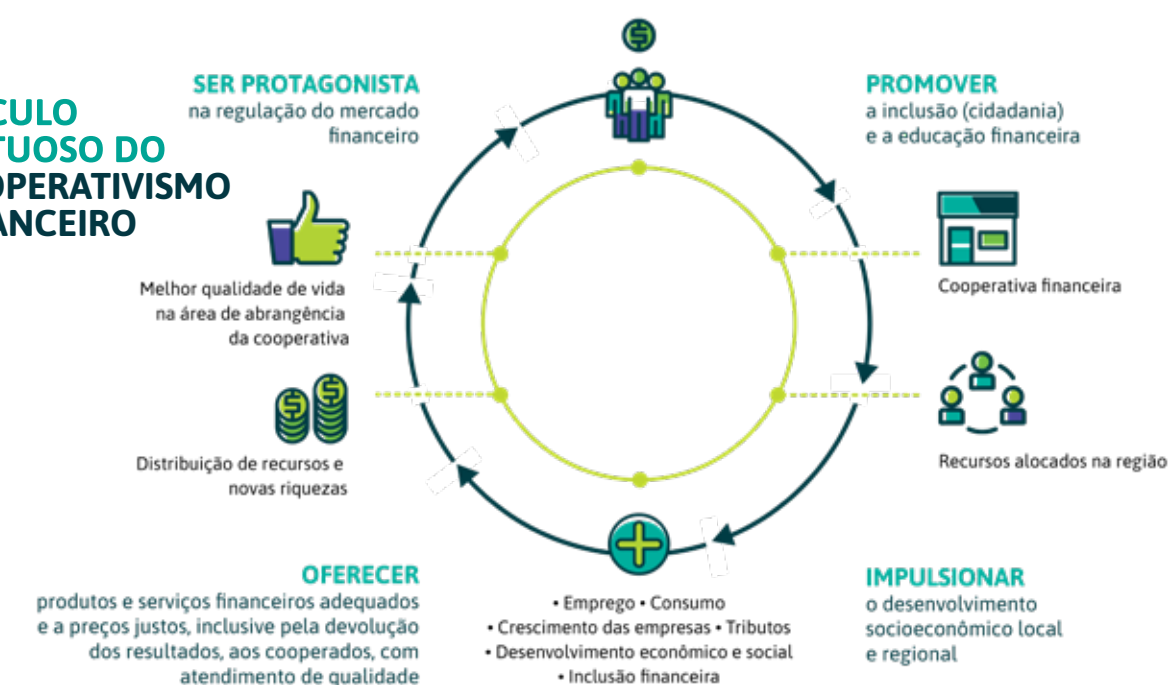 CULO
TUOSO DO
OPERATIVISMO
ANCEIRO
SER PROTAGONISTA
na regulação do mercado
financeiro
PROMOVER
a inclusão (cidadania)
e a educação financeira
Melhor qualidade de vida
na área de abrangência
da cooperativa
Cooperativa financeira
Distribuição de recursos e
novas riquezas
Recursos alocados na região
OFERECER
produtos e serviços financeiros adequados
e a preços justos, inclusive pela devolução
dos resultados, aos cooperados, com
atendimento de qualidade
• Emprego • Consumo
• Crescimento das empresas • Tributos
• Desenvolvimento econômico e social
• Inclusão financeira
IMPULSIONAR
o desenvolvimento
socioeconômico local
e regional